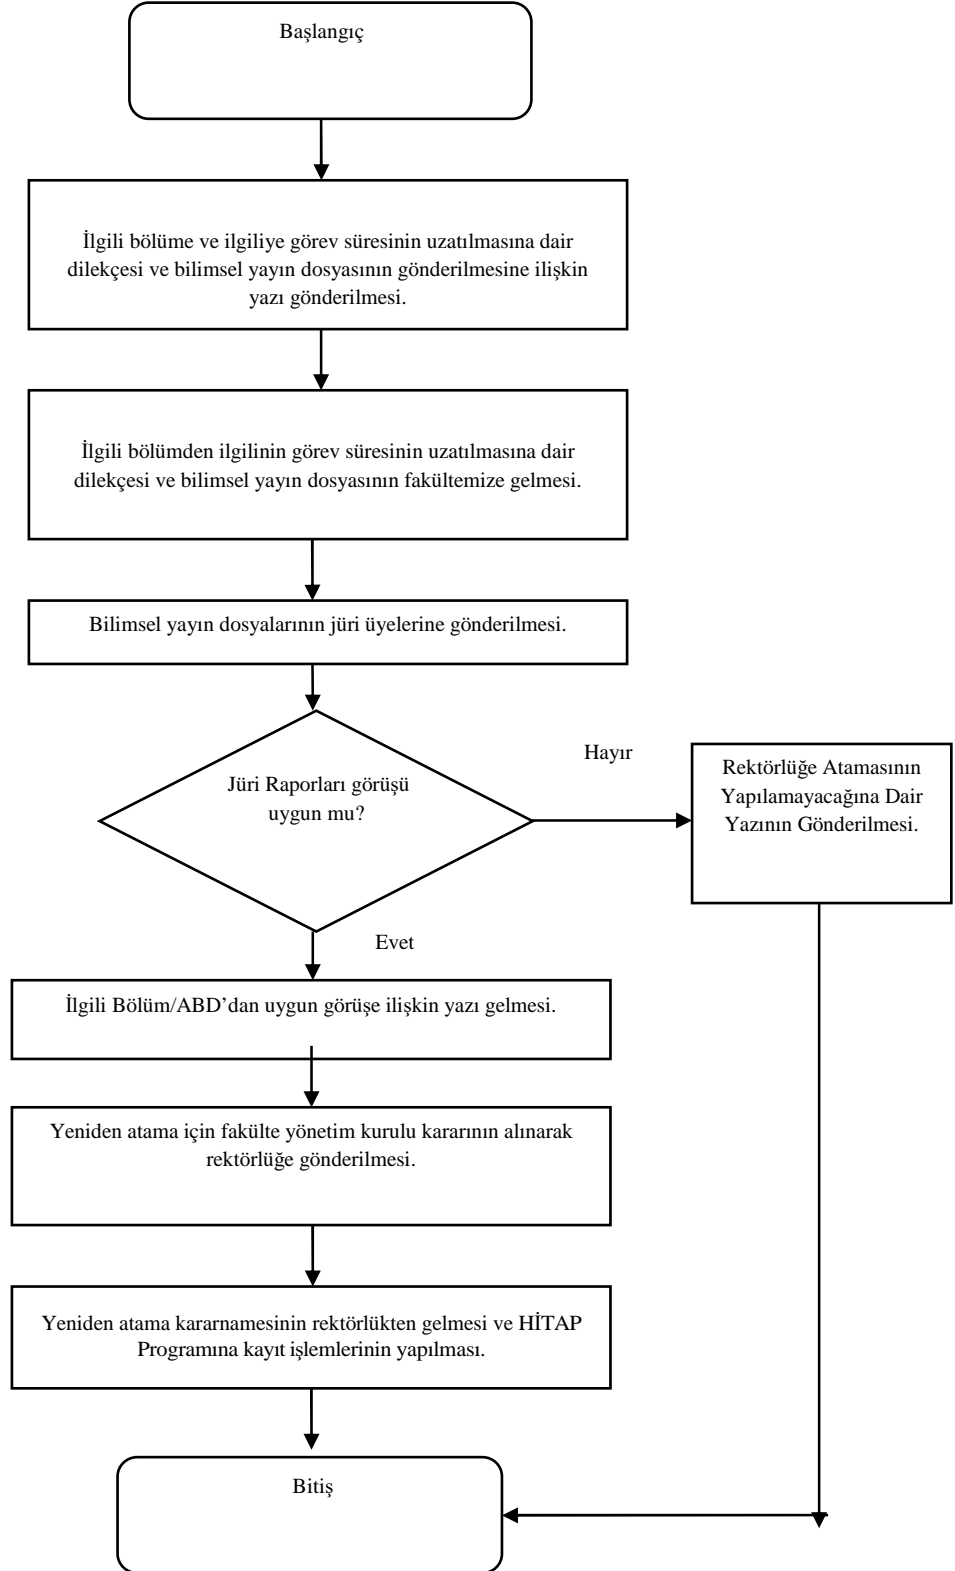 Başlangıç
İlgili bölüme ve ilgiliye görev süresinin uzatılmasına dair
dilekçesi ve bilimsel yayın dosyasının gönderilmesine ilişkin
yazı gönderilmesi.
İlgili bölümden ilgilinin görev süresinin uzatılmasına dair
dilekçesi ve bilimsel yayın dosyasının fakültemize gelmesi.
Bilimsel yayın dosyalarının jüri üyelerine gönderilmesi.
Jüri Raporları görüşü
uygun mu?
Hayır
Rektörlüğe Atamasının
Yapılamayacağına Dair
Yazının Gönderilmesi.
Evet
İlgili Bölüm/ABD’dan uygun görüşe ilişkin yazı gelmesi.
Yeniden atama için fakülte yönetim kurulu kararının alınarak
rektörlüğe gönderilmesi.
Yeniden atama kararnamesinin rektörlükten gelmesi ve HİTAP
Programına kayıt işlemlerinin yapılması.
Bitiş